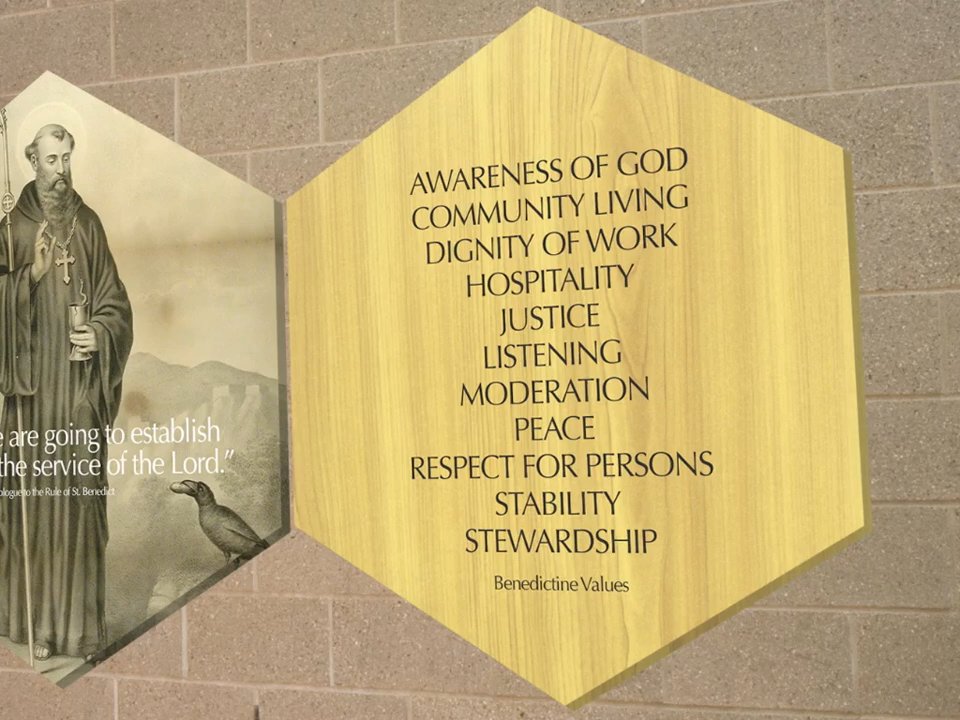 are going to establish
the service of the Lord."
to the Rule of St. Benedict
AWARENESS OF GOD
COMMUNITY LIVING
DIGNITY OF WORK
HOSPITALITY
JUSTICE
LISTENING
MODERATION
PEACE
RESPECT FOR PERSONS
STABILITY
STEWARDSHIP
Benedictine Values